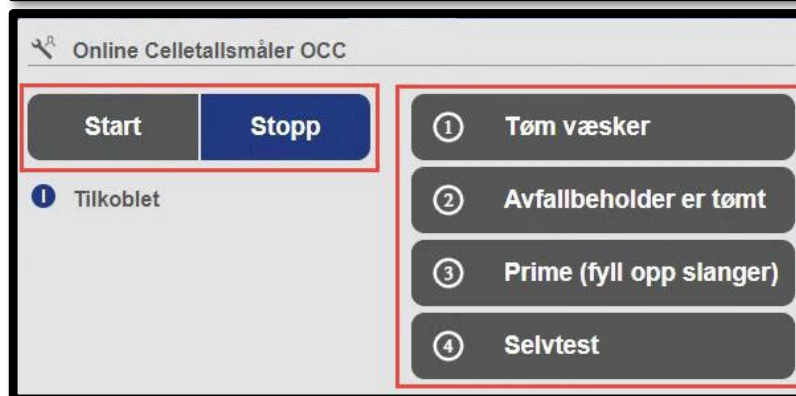 Online Celletallsmåler OCC
Start Stopp
Tilkoblet
1 Tøm væsker
2 Avfallbeholder er tømt
3 Prime (fyll opp slanger)
4 Selvtest